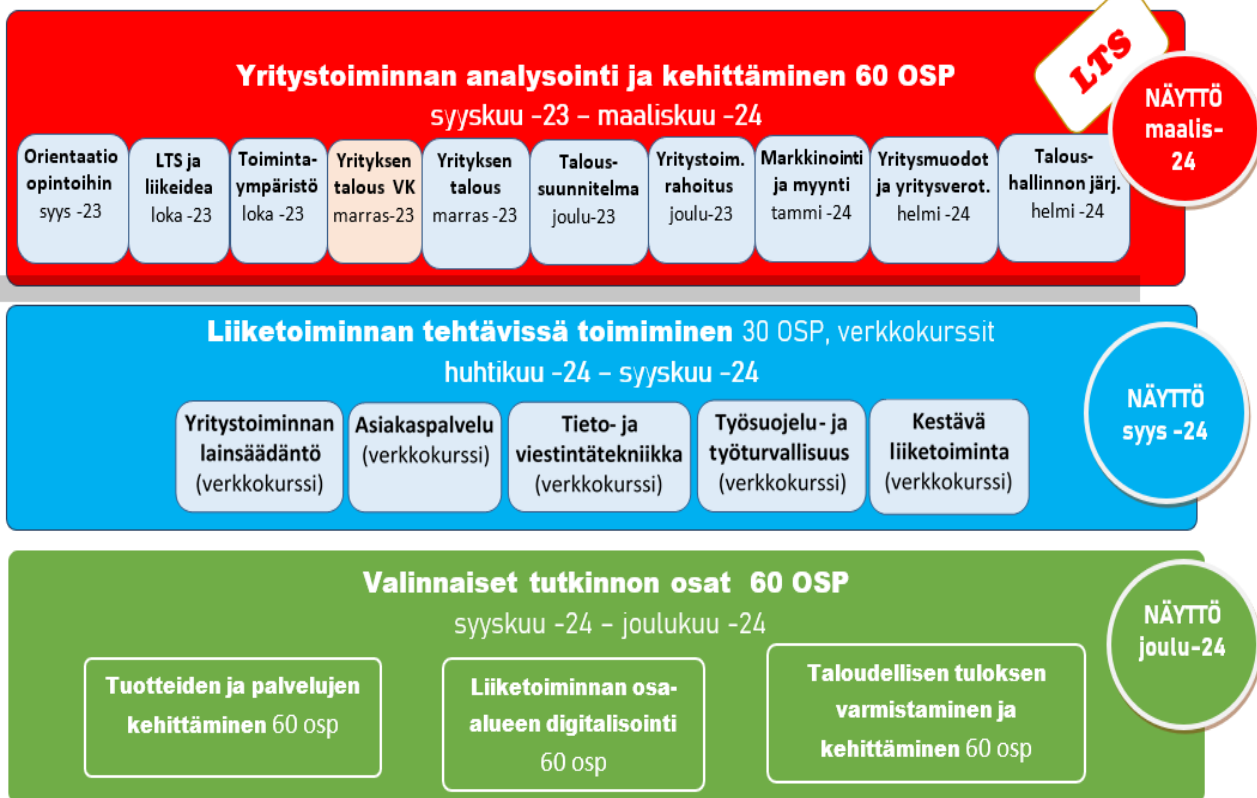 LTS
Yritystoiminnan analysointi ja kehittäminen 60 OSP
syyskuu -23 – maaliskuu -24
NÄYTTÖ
maalis-
24
Orientaatio
opintoihin
syys -23
LTS ja
liikeidea
loka -23
Toiminta-
ympäristö
loka -23
Yrityksen
talous VK
marras-23
Yrityksen
talous
marras -23
Talous-
suunnitelma
joulu-23
Yritystoim.
rahoitus
joulu-23
Markkinointi
ja myynti
tammi -24
Yritysmuodot
ja yritysverot.
helmi -24
Talous-
hallinnon järj.
helmi -24
Liiketoiminnan tehtävissä toimiminen 30 OSP, verkkokurssit
huhtikuu -24 – syyskuu -24
NÄYTTÖ
syys -24
Yritystoiminnan
lainsäädäntö
(verkkokurssi)
Asiakaspalvelu
(verkkokurssi)
Tieto- ja
viestintätekniikka
(verkkokurssi)
Työsuojelu- ja
työturvallisuus
(verkkokurssi)
Kestävä
liiketoiminta
(verkkokurssi)
Valinnaiset tutkinnon osat 60 OSP
syyskuu -24 – joulukuu -24
NÄYTTÖ
joulu-24
Tuotteiden ja palvelujen
kehittäminen 60 osp
Liiketoiminnan osa-
alueen digitalisointi
60 osp
Taloudellisen tuloksen
varmistaminen ja
kehittäminen 60 osp